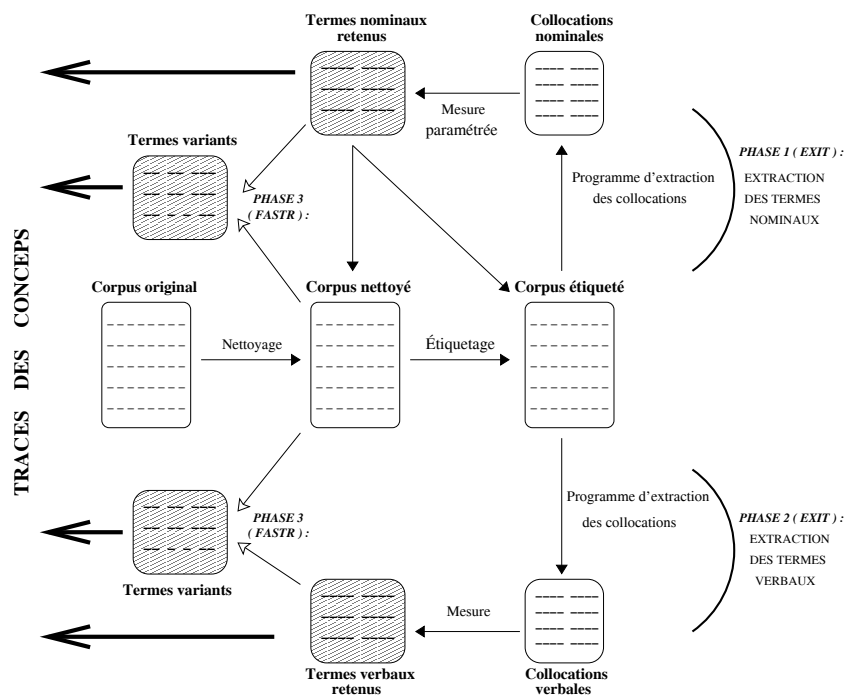 Termes nominaux
retenus
Collocations
nominales
Mesure
paramétrée
Termes variants
PHASE 3
( FASTR ) :
Programme d'extraction
des collocations
PHASE 1 ( EXIT ) :
EXTRACTION
DES TERMES
NOMINAUX
TRACES DES CONCEPS
Corpus original
Corpus nettoyé
Corpus étiqueté
Nettoyage
Étiquetage
PHASE 3
( FASTR ) :
Termes variants
Programme d'extraction
des collocations
PHASE 2 ( EXIT ) :
EXTRACTION
DES TERMES
VERBAUX
Mesure
Termes verbaux
retenus
Collocations
verbales